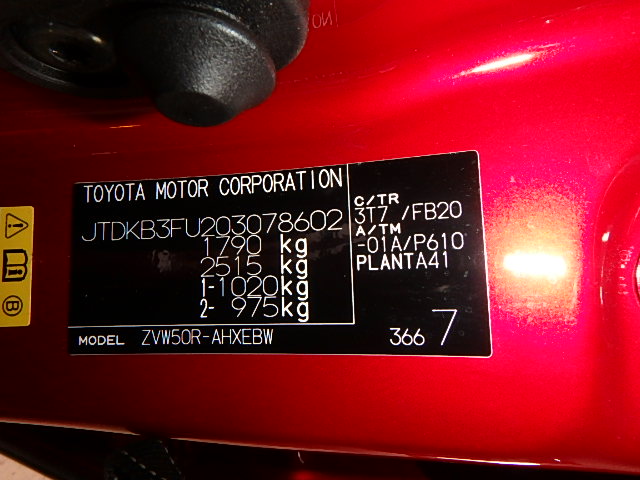 TOYOTA MOTOR CORPORATION
JTDKB3FU203078602
1790 kg
2515 kg
1-1020kg
2- 975kg
C/TR
3T7 /FB20
A/TM
-01A/P610
PLANTA41
MODEL ZVW50R-AHXEBW
366 7
B